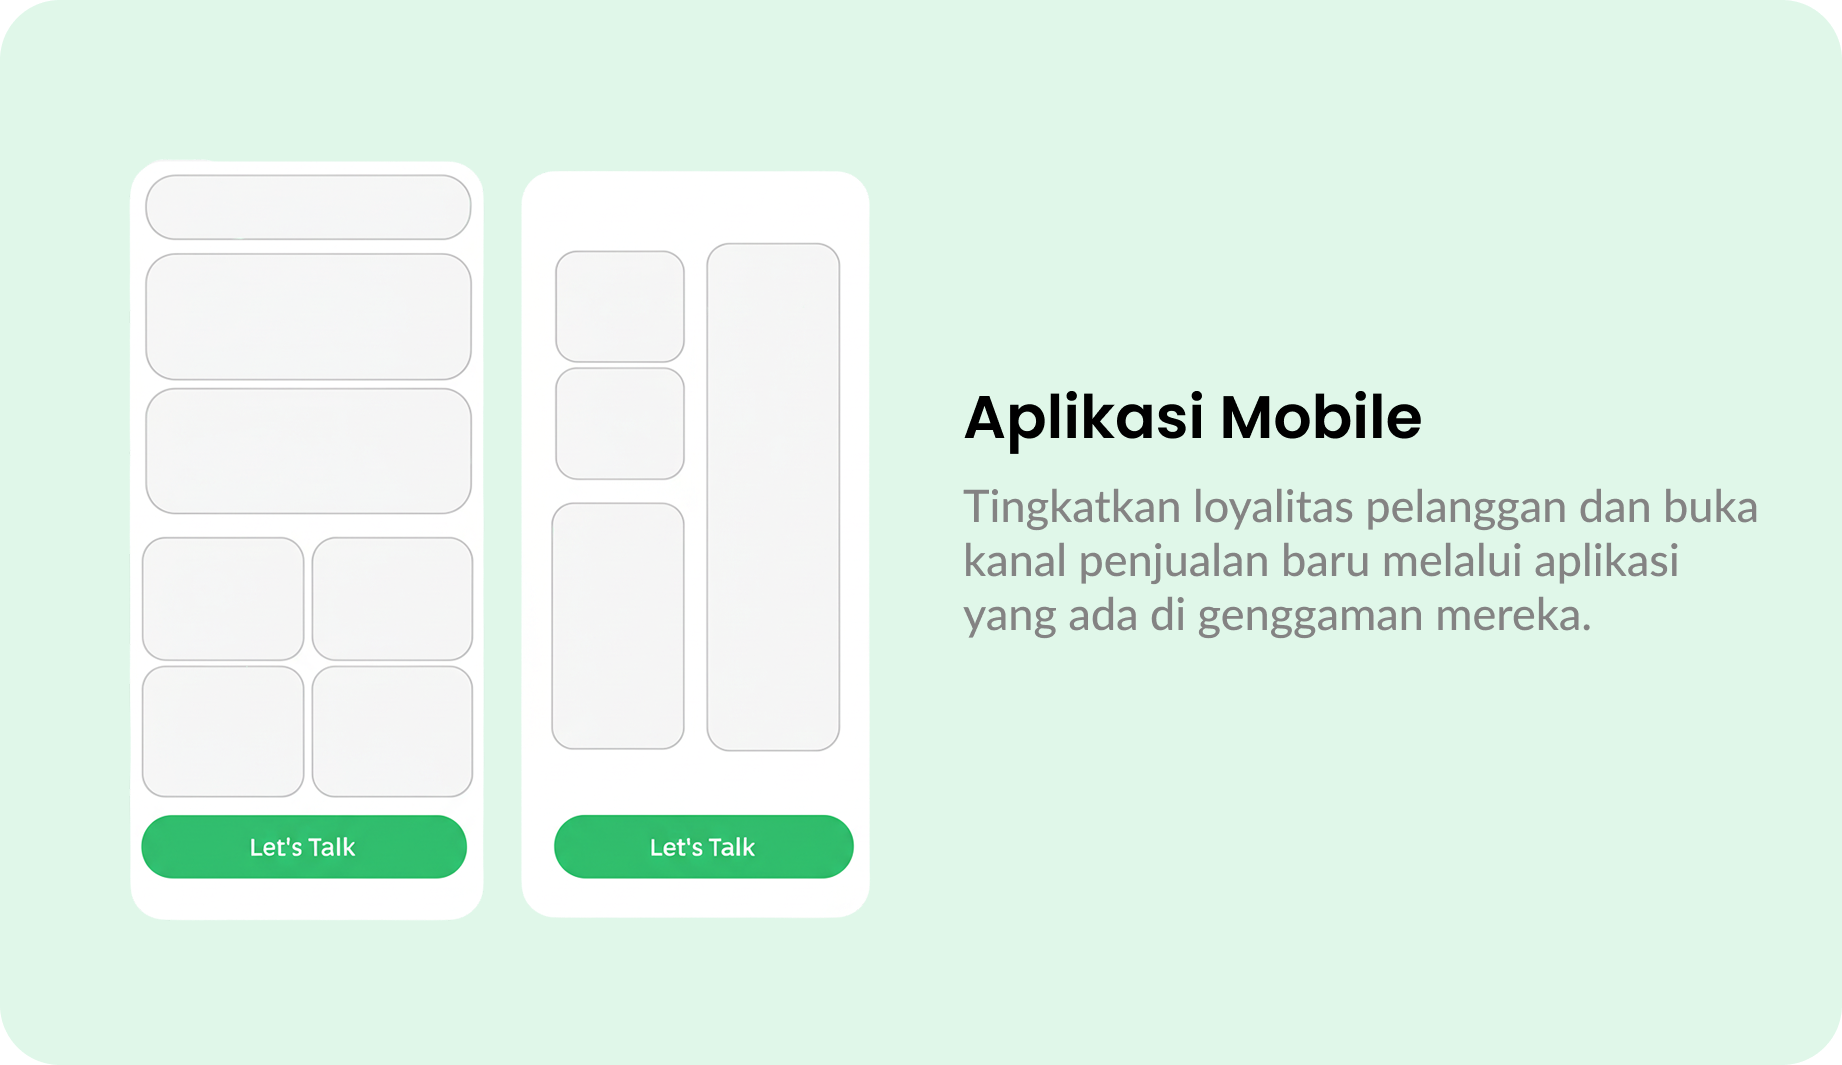 Let's Talk
Let's Talk
Aplikasi Mobile
Tingkatkan loyalitas pelanggan dan buka
kanal penjualan baru melalui aplikasi
yang ada di genggaman mereka.